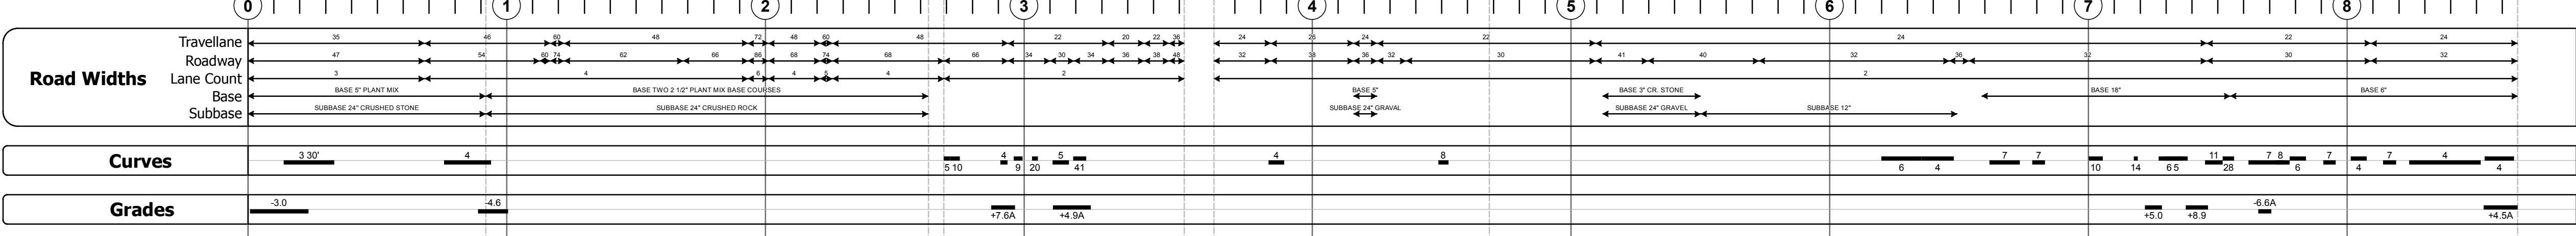 0 1 2 3 4 5 6 7 8
Road Widths
Travellane 35 46 60 48 72 48 60 48 22 20 22 36 24 26 24 22 24 22 24
Roadway 47 54 60 74 62 66 86 68 74 68 66 34 30 34 36 38 48 32 38 36 32 30 41 40 32 36 32 30 32
Lane Count 3 4 6 4 5 4 2 2
Base BASE 5" PLANT MIX BASE TWO 2 1/2" PLANT MIX BASE COURSES BASE 5" BASE 3" CR. STONE BASE 18" BASE 6"
Subbase SUBBASE 24" CRUSHED STONE SUBBASE 24" CRUSHED ROCK SUBBASE 24" GRAVAL SUBBASE 24" GRAVEL SUBBASE 12"
3 30' 4 4 5 4 8 7 7 11 7 8 7 7 4
Curves
5 10 9 20 41 6 4 10 14 6 5 28 6 4 4
-3.0 -4.6 -6.6A
Grades
+7.6A +4.9A +5.0 +8.9 +4.5A